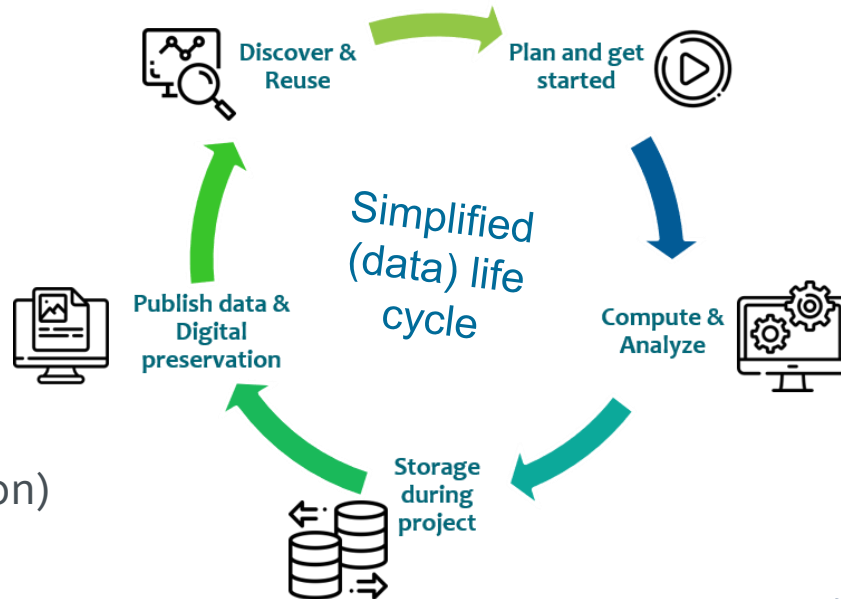 Discover &
Reuse
Plan and get
started
Simplified
(data) life
cycle
Publish data &
Digital
preservation
Compute &
Analyze
Storage
during
project
on)